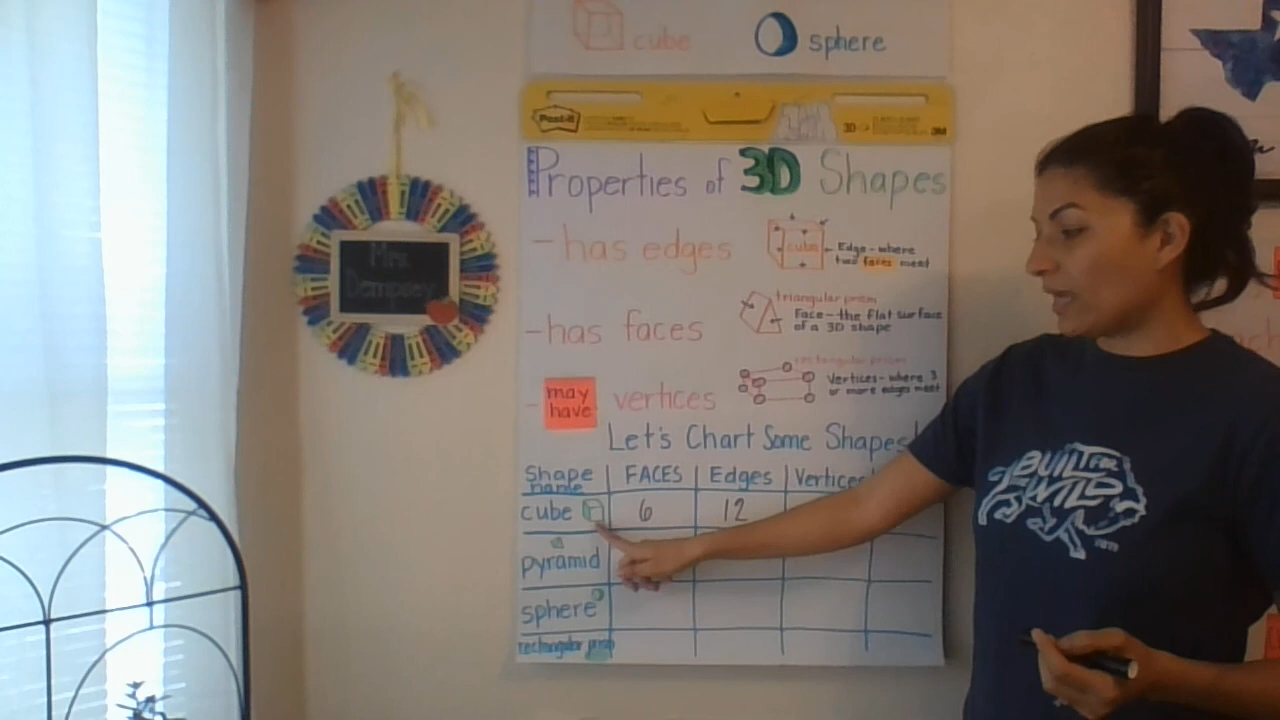 cube sphere
Post-it
3M
Properties of 3D Shapes
-has edges
cube
Edge-where
two faces meet
-has faces
triangular prism
Face-the flat surface
of a 3D shape
- may
have
vertices
rectangular prism
Vertices-where 3
or more edges meet
Let's Chart Some Shapes!
Shape
name
FACES Edges Vertices
cube 6 12
pyramid
sphere
rectangular prism
Mrs.
Dempsey
BUILT FOR
WILD